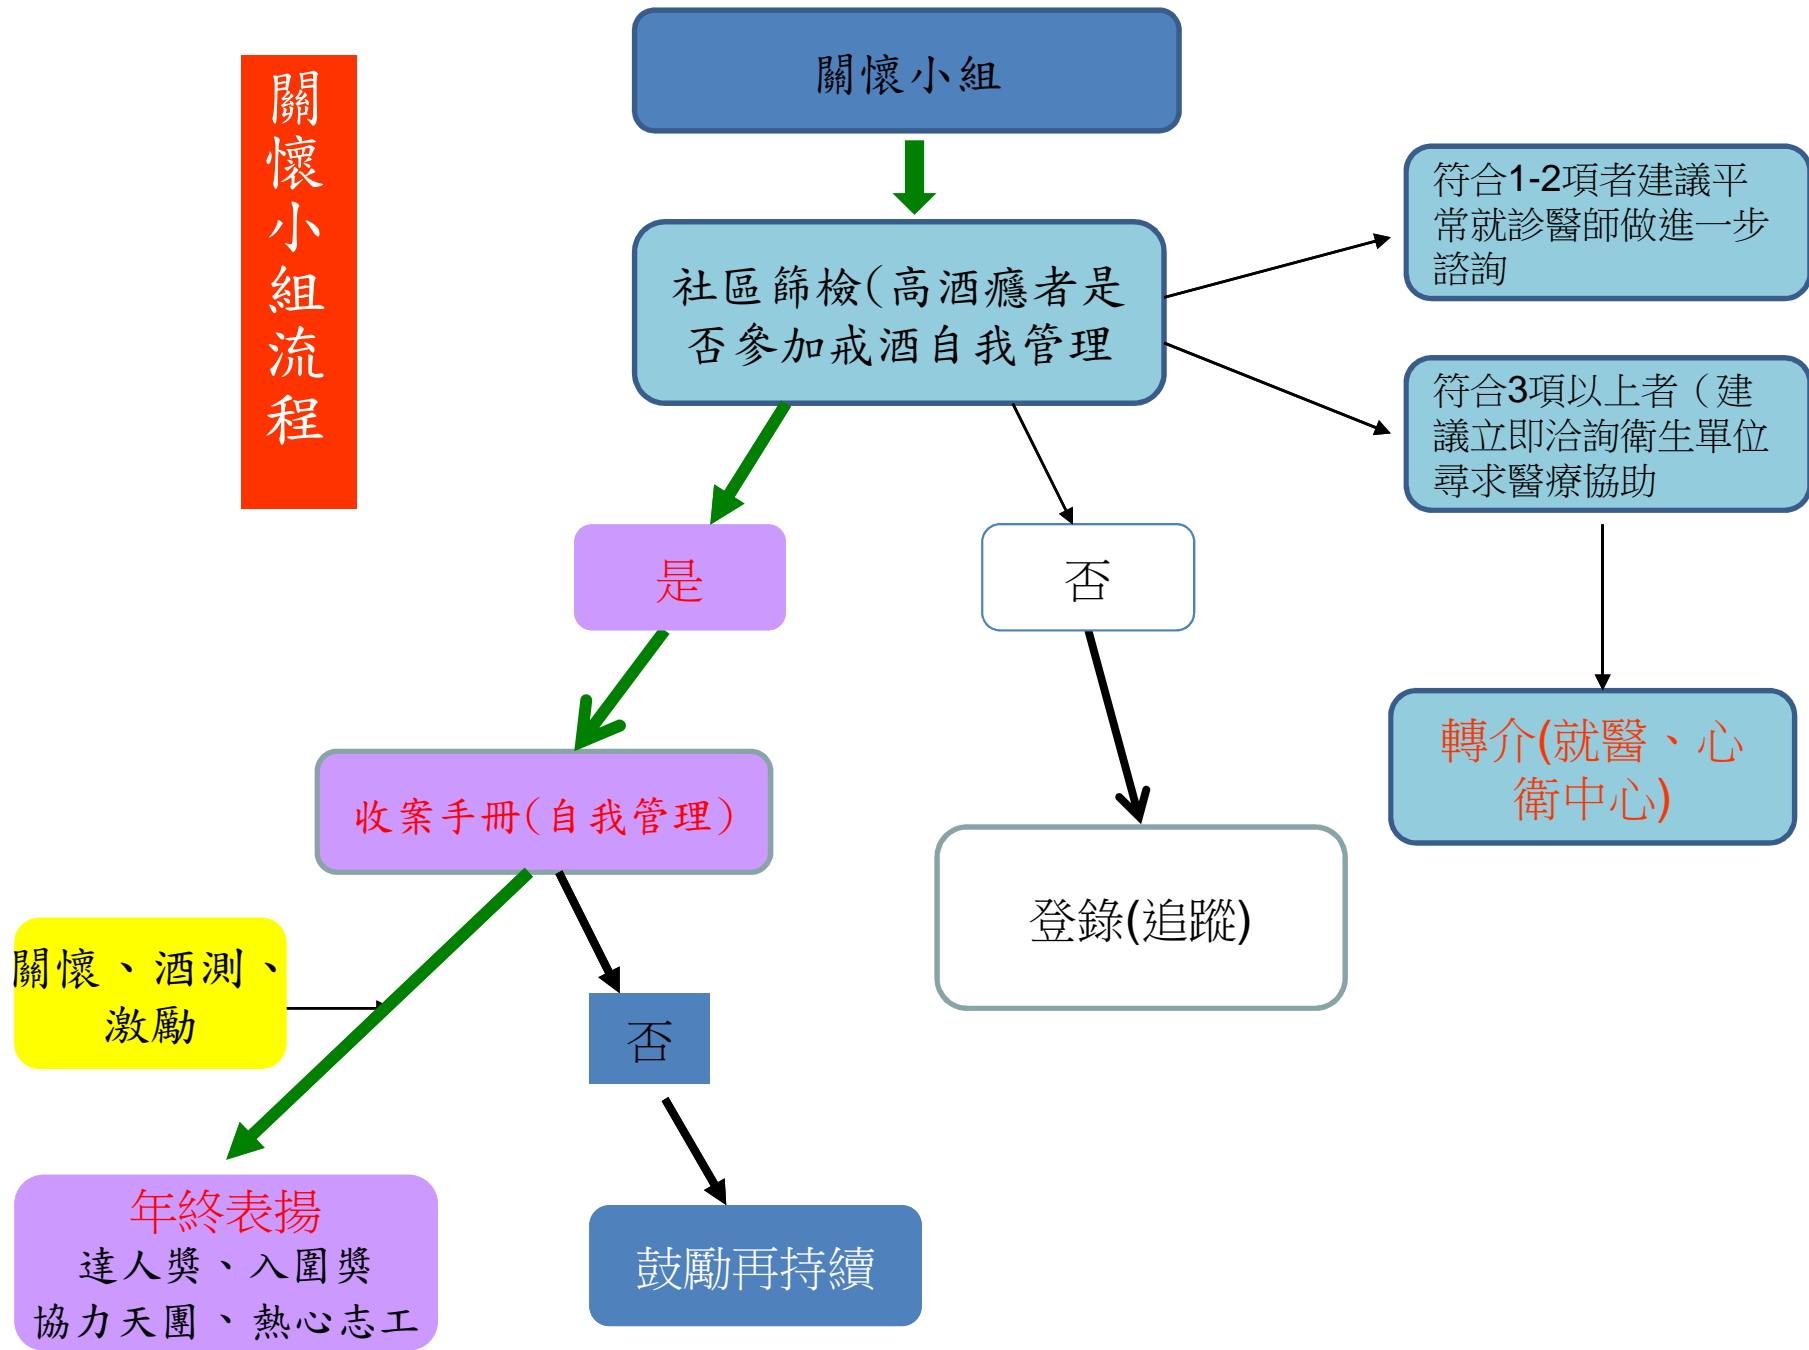 關懷小組流程
關懷小組
符合1-2項者建議平
常就診醫師做進一步
諮詢
社區篩檢(高酒癮者是
否參加戒酒自我管理
符合3項以上者（建
議立即洽詢衛生單位
尋求醫療協助
是
否
轉介(就醫、心
衛中心)
收案手冊(自我管理)
登錄(追蹤)
關懷、酒測、
激勵
否
年終表揚
達人獎、入圍獎
協力天團、熱心志工
鼓勵再持續